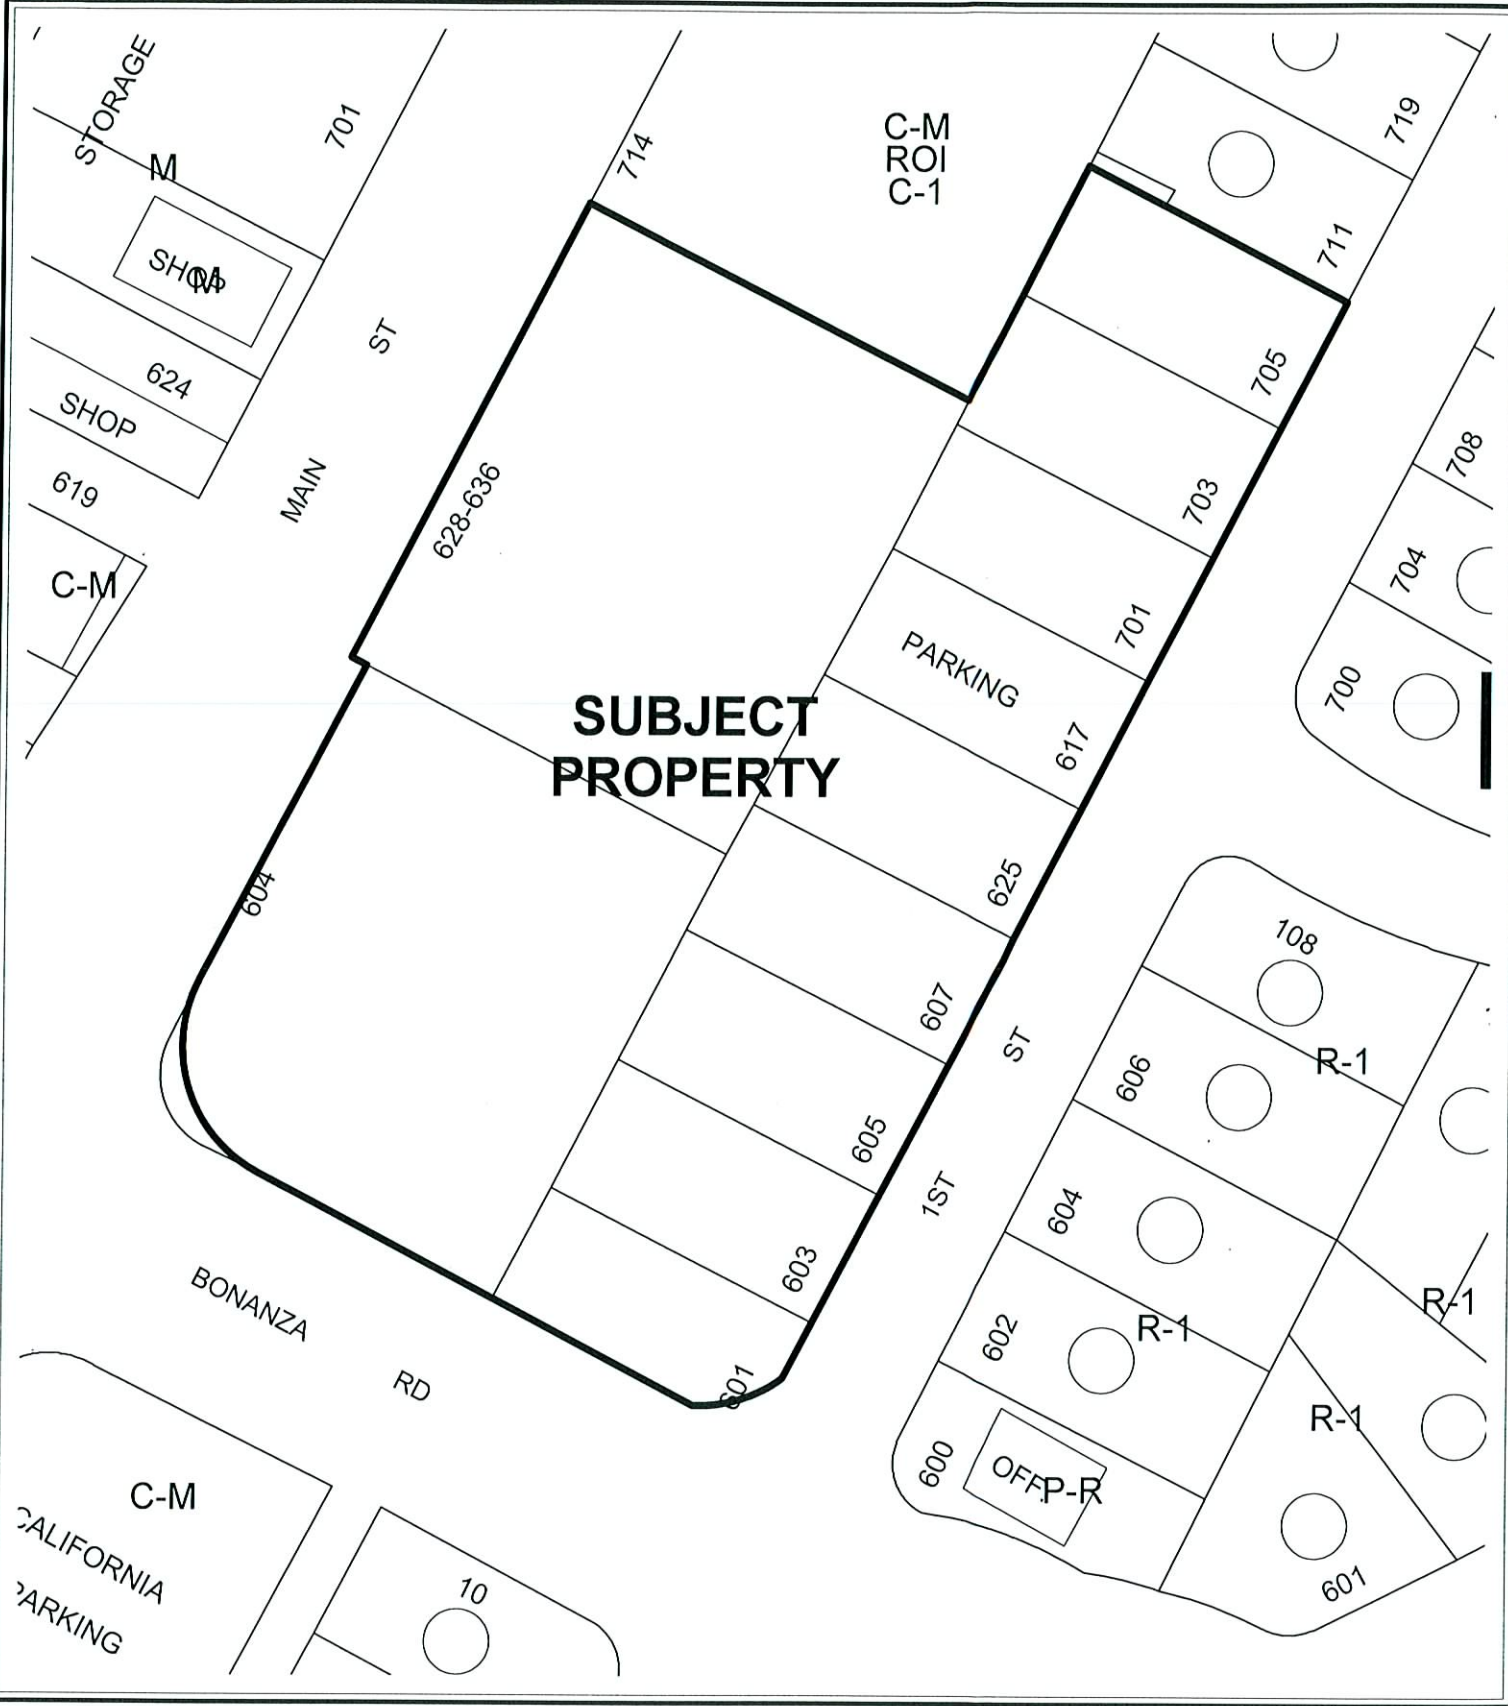 STORAGE
701
M
SHOP
M
624
SHOP
619
C-M
MAIN
ST
714
C-M
ROI
C-1
719
711
705
703
701
PARKING
617
625
607
605
603
601
628-636
SUBJECT
PROPERTY
604
708
704
700
108
R-1
606
604
602
R-1
R-1
R-1
600
OFF.
P-R
601
1ST
ST
BONANZA
RD
C-M
CALIFORNIA
PARKING
10